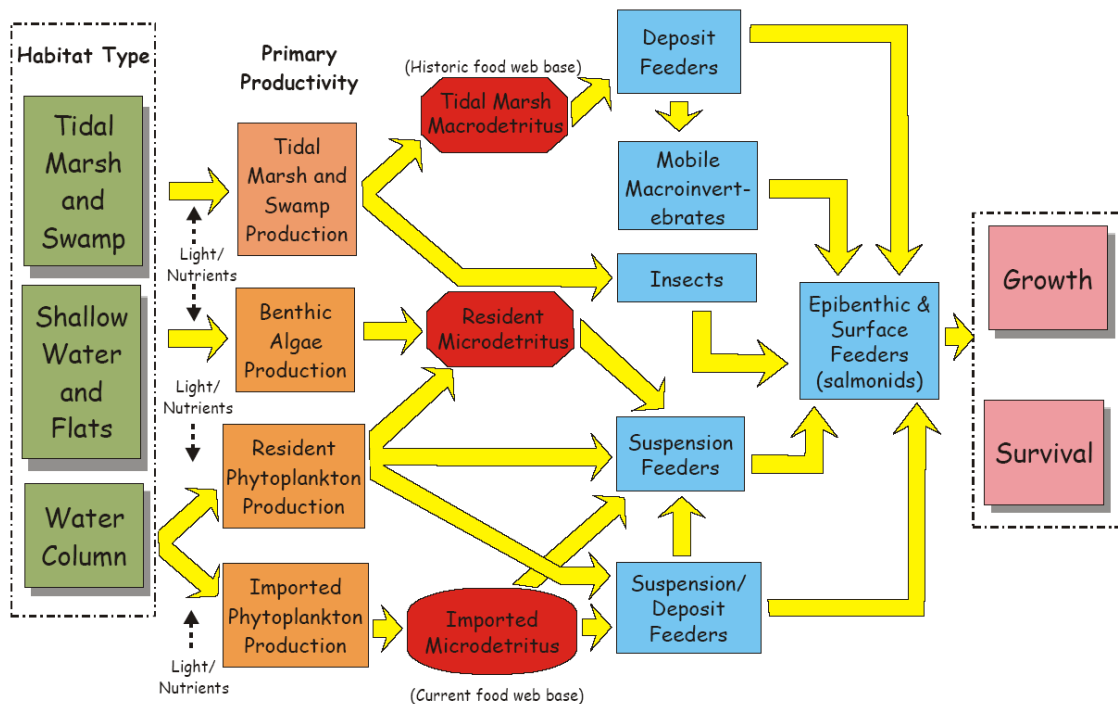 Habitat Type
Tidal
Marsh
and
Swamp
Shallow
Water
and
Flats
Water
Column
Primary
Productivity
Light/
Nutrients
Light/
Nutrients
Light/
Nutrients
Tidal
Marsh and
Swamp
Production
Benthic
Algae
Production
Resident
Phytoplankton
Production
Imported
Phytoplankton
Production
(Historic food web base)
Tidal Marsh
Macrodetritus
Resident
Microdetritus
Imported
Microdetritus
(Current food web base)
Deposit
Feeders
Mobile
Macroinvert-
ebrates
Insects
Suspension
Feeders
Suspension/
Deposit
Feeders
Epibenthic &
Surface
Feeders
(salmonids)
Growth
Survival